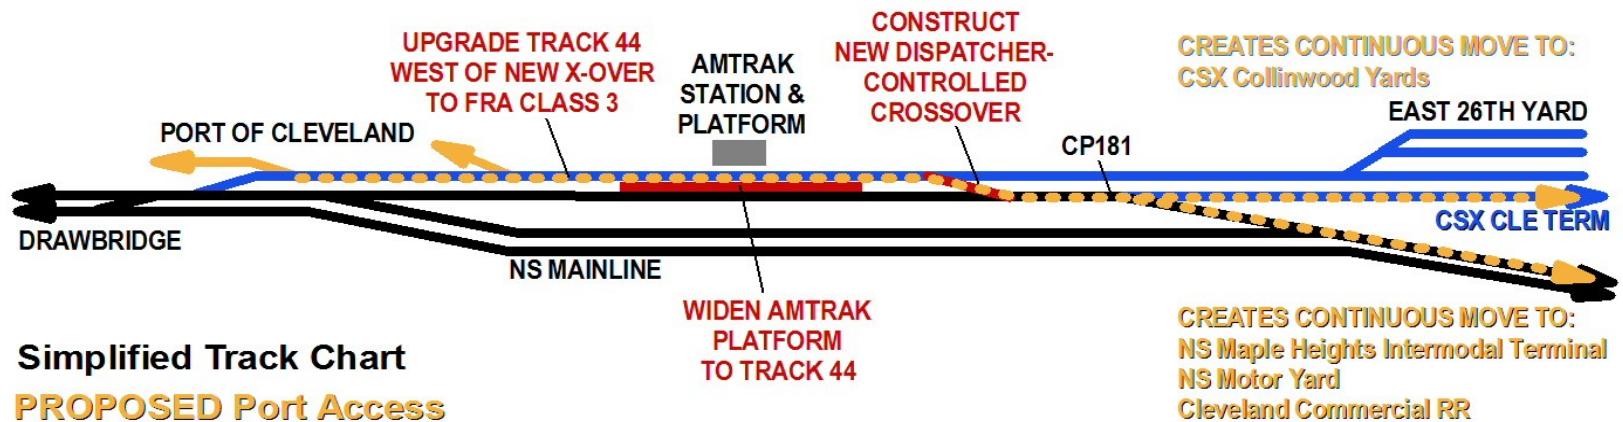 UPGRADE TRACK 44
WEST OF NEW X-OVER
TO FRA CLASS 3
AMTRAK
STATION &
PLATFORM
CONSTRUCT
NEW DISPATCHER-
CONTROLLED
CROSSOVER
CREATES CONTINUOUS MOVE TO:
CSX Collinwood Yards
PORT OF CLEVELAND
CP181
EAST 26TH YARD
DRAWBRIDGE
NS MAINLINE
CSX CLE TERM
WIDEN AMTRAK
PLATFORM
TO TRACK 44
CREATES CONTINUOUS MOVE TO:
NS Maple Heights Intermodal Terminal
NS Motor Yard
Cleveland Commercial RR
Simplified Track Chart
PROPOSED Port Access